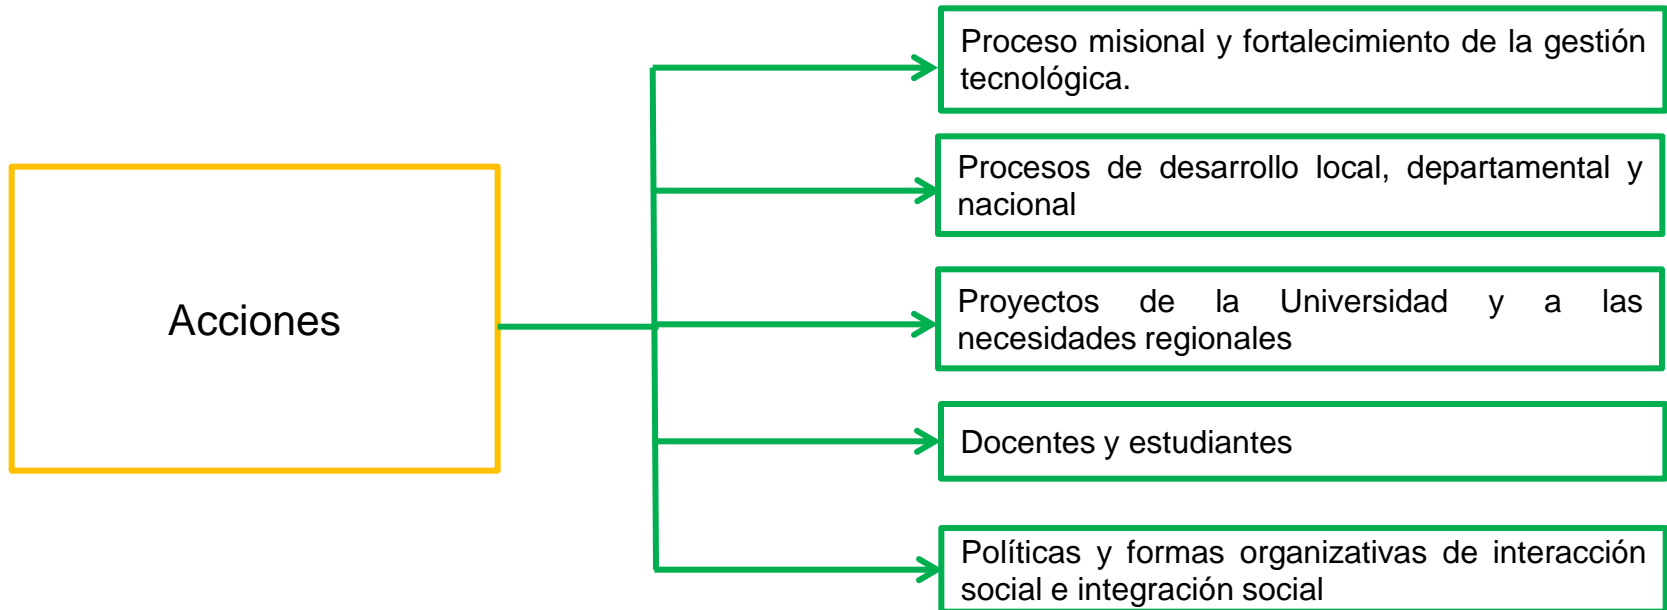 Proceso misional y fortalecimiento de la gestión
tecnológica.
Procesos de desarrollo local, departamental y
nacional
Acciones
Proyectos de la Universidad y a las
necesidades regionales
Docentes y estudiantes
Políticas y formas organizativas de interacción
social e integración social